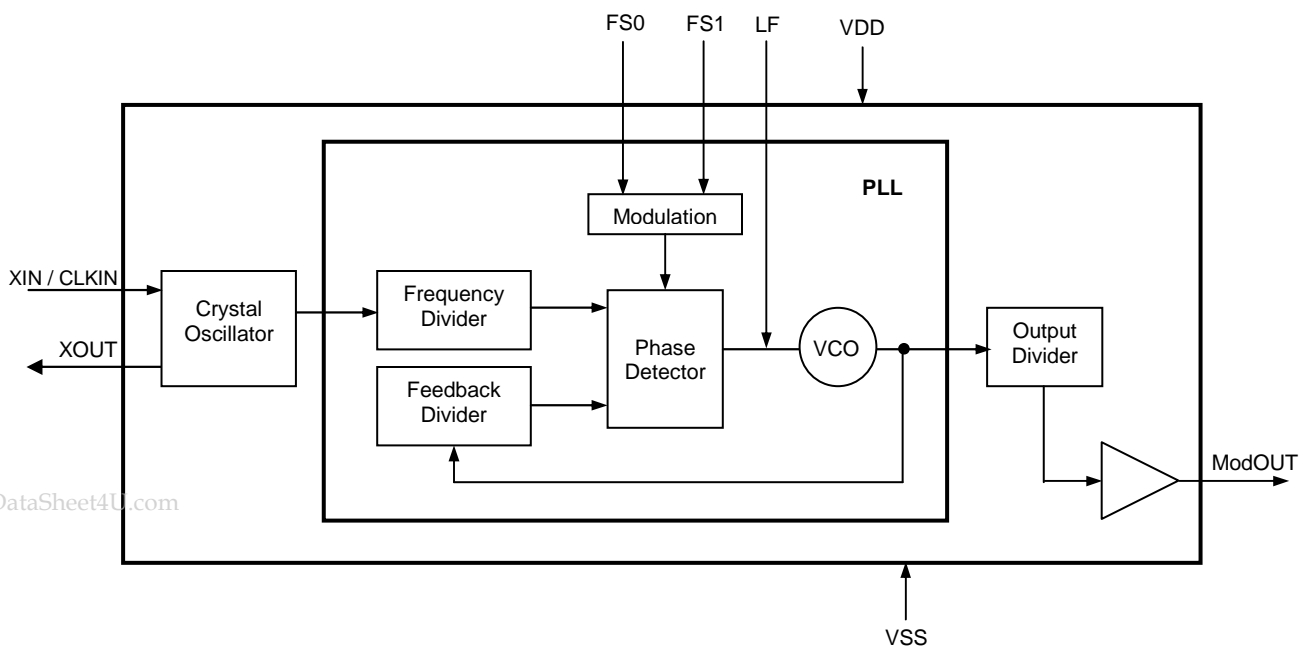 FS0
FS1
LF
VDD
PLL
Modulation
XIN / CLKIN
Crystal
Oscillator
XOUT
Frequency
Divider
Feedback
Divider
Phase
Detector
VCO
Output
Divider
ModOUT
DataSheet4U.com
VSS